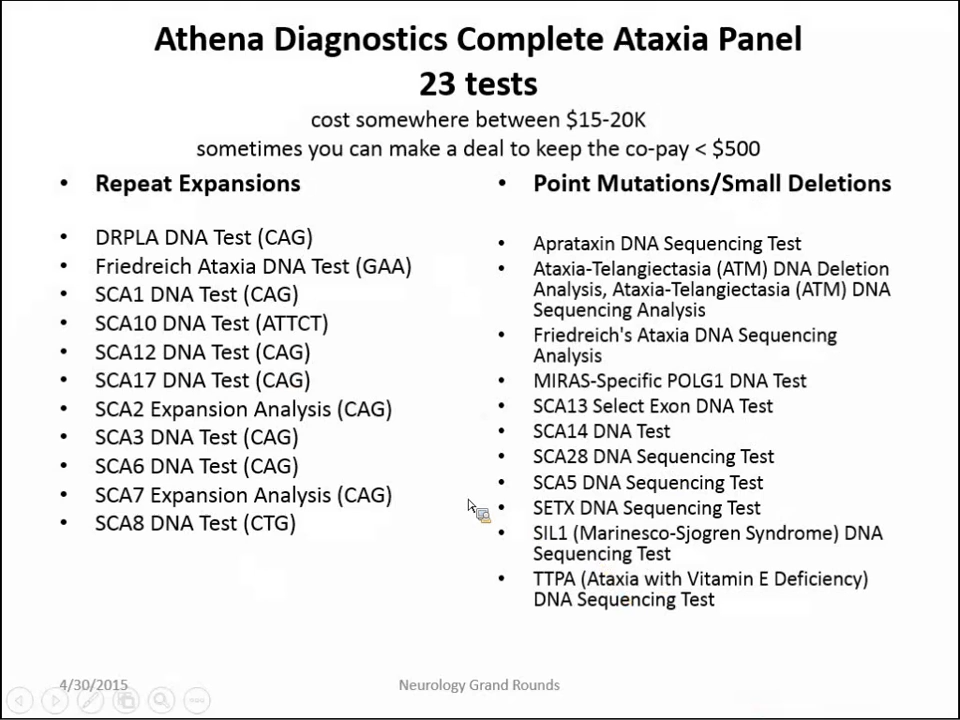 Athena Diagnostics Complete Ataxia Panel
23 tests
cost somewhere between $15-20K
sometimes you can make a deal to keep the co-pay < $500
• Repeat Expansions
• DRPLA DNA Test (CAG)
• Friedreich Ataxia DNA Test (GAA)
• SCA1 DNA Test (CAG)
• SCA10 DNA Test (ATTCT)
• SCA12 DNA Test (CAG)
• SCA17 DNA Test (CAG)
• SCA2 Expansion Analysis (CAG)
• SCA3 DNA Test (CAG)
• SCA6 DNA Test (CAG)
• SCA7 Expansion Analysis (CAG)
• SCA8 DNA Test (CTG)
• Point Mutations/Small Deletions
• Aprataxin DNA Sequencing Test
• Ataxia-Telangiectasia (ATM) DNA Deletion
Analysis, Ataxia-Telangiectasia (ATM) DNA
Sequencing Analysis
• Friedreich's Ataxia DNA Sequencing
Analysis
• MIRAS-Specific POLG1 DNA Test
• SCA13 Select Exon DNA Test
• SCA14 DNA Test
• SCA28 DNA Sequencing Test
• SCA5 DNA Sequencing Test
• SETX DNA Sequencing Test
• SIL1 (Marinesco-Sjogren Syndrome) DNA
Sequencing Test
• TTPA (Ataxia with Vitamin E Deficiency)
DNA Sequencing Test
4/30/2015
Neurology Grand Rounds